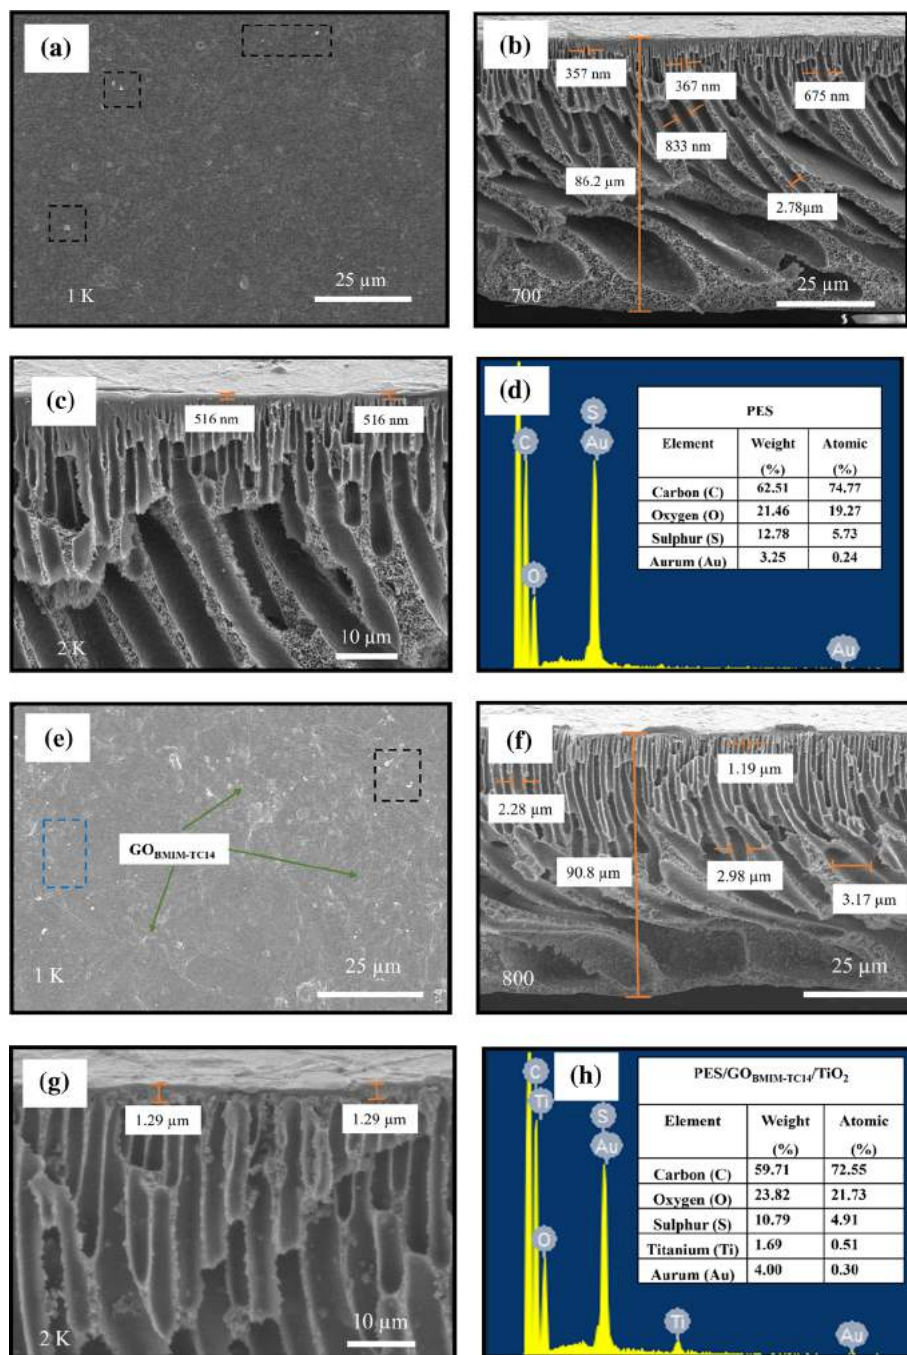 (a)
1 K
25 µm
(b)
357 nm
367 nm
675 nm
833 nm
86.2 µm
2.78µm
700
25 µm
(c)
516 nm
516 nm
2 K
10 µm
(d)
S
C
Au
O
Au
PES
Element Weight (%) Atomic (%)
Carbon (C) 62.51 74.77
Oxygen (O) 21.46 19.27
Sulphur (S) 12.78 5.73
Aurum (Au) 3.25 0.24
(e)
GO BMIM-TC14
1 K
25 µm
(f)
1.19 µm
2.28 µm
90.8 µm
2.98 µm
3.17 µm
800
25 µm
(g)
1.29 µm
1.29 µm
2 K
10 µm
(h)
C
Ti
S
Au
O
Ti
Au
PES/GO BMIM-TC14/TiO2
Element Weight (%) Atomic (%)
Carbon (C) 59.71 72.55
Oxygen (O) 23.82 21.73
Sulphur (S) 10.79 4.91
Titanium (Ti) 1.69 0.51
Aurum (Au) 4.00 0.30